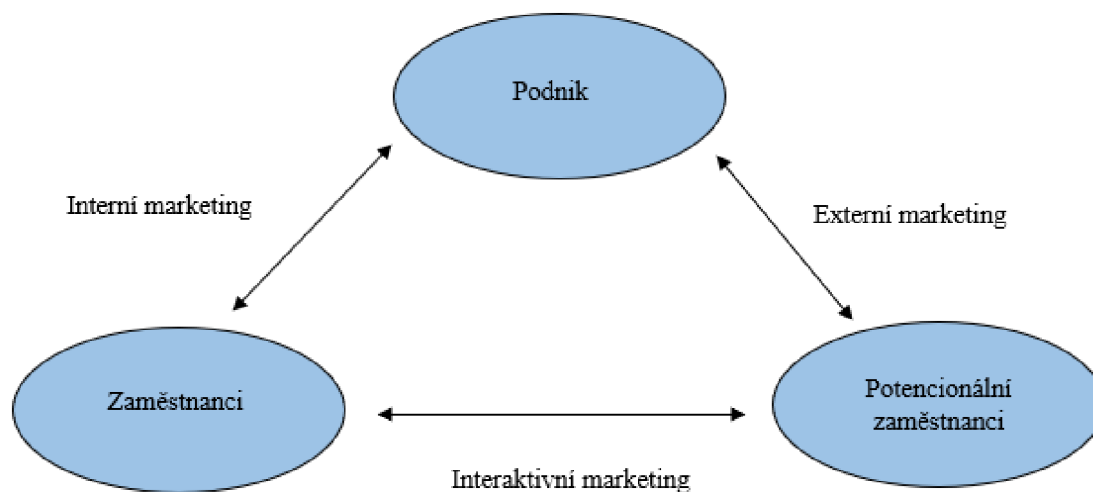 Podnik
Interní marketing
Externí marketing
Zaměstnanci
Potencionální
zaměstnanci
Interaktivní marketing